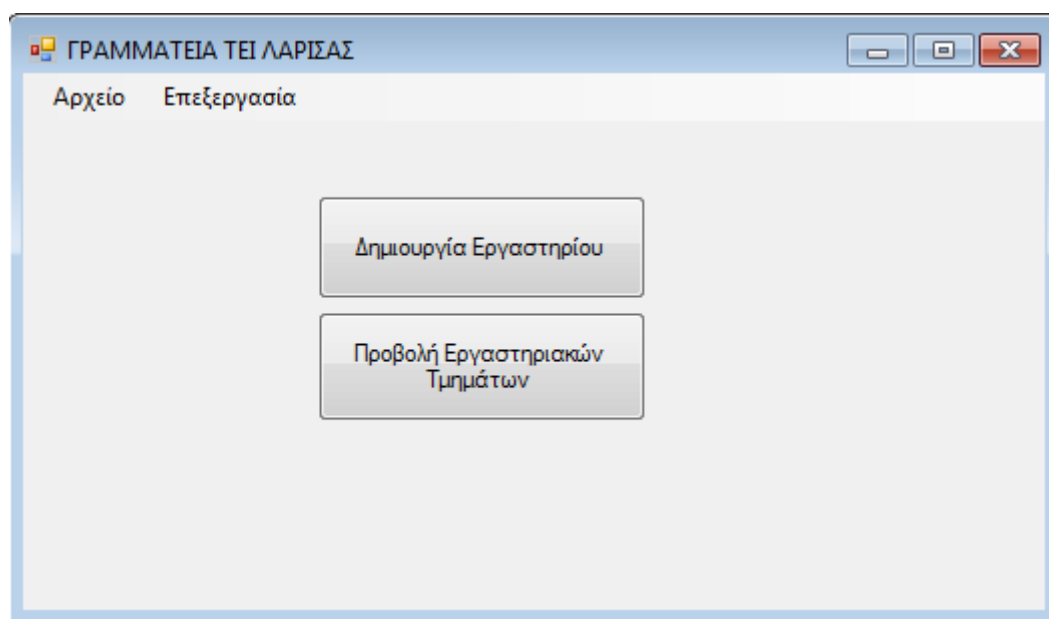 ΓΡΑΜΜΑΤΕΙΑ ΤΕΙ ΛΑΡΙΣΑΣ
Αρχείο Επεξεργασία
Δημιουργία Εργαστηρίου
Προβολή Εργαστηριακών
Τμημάτων